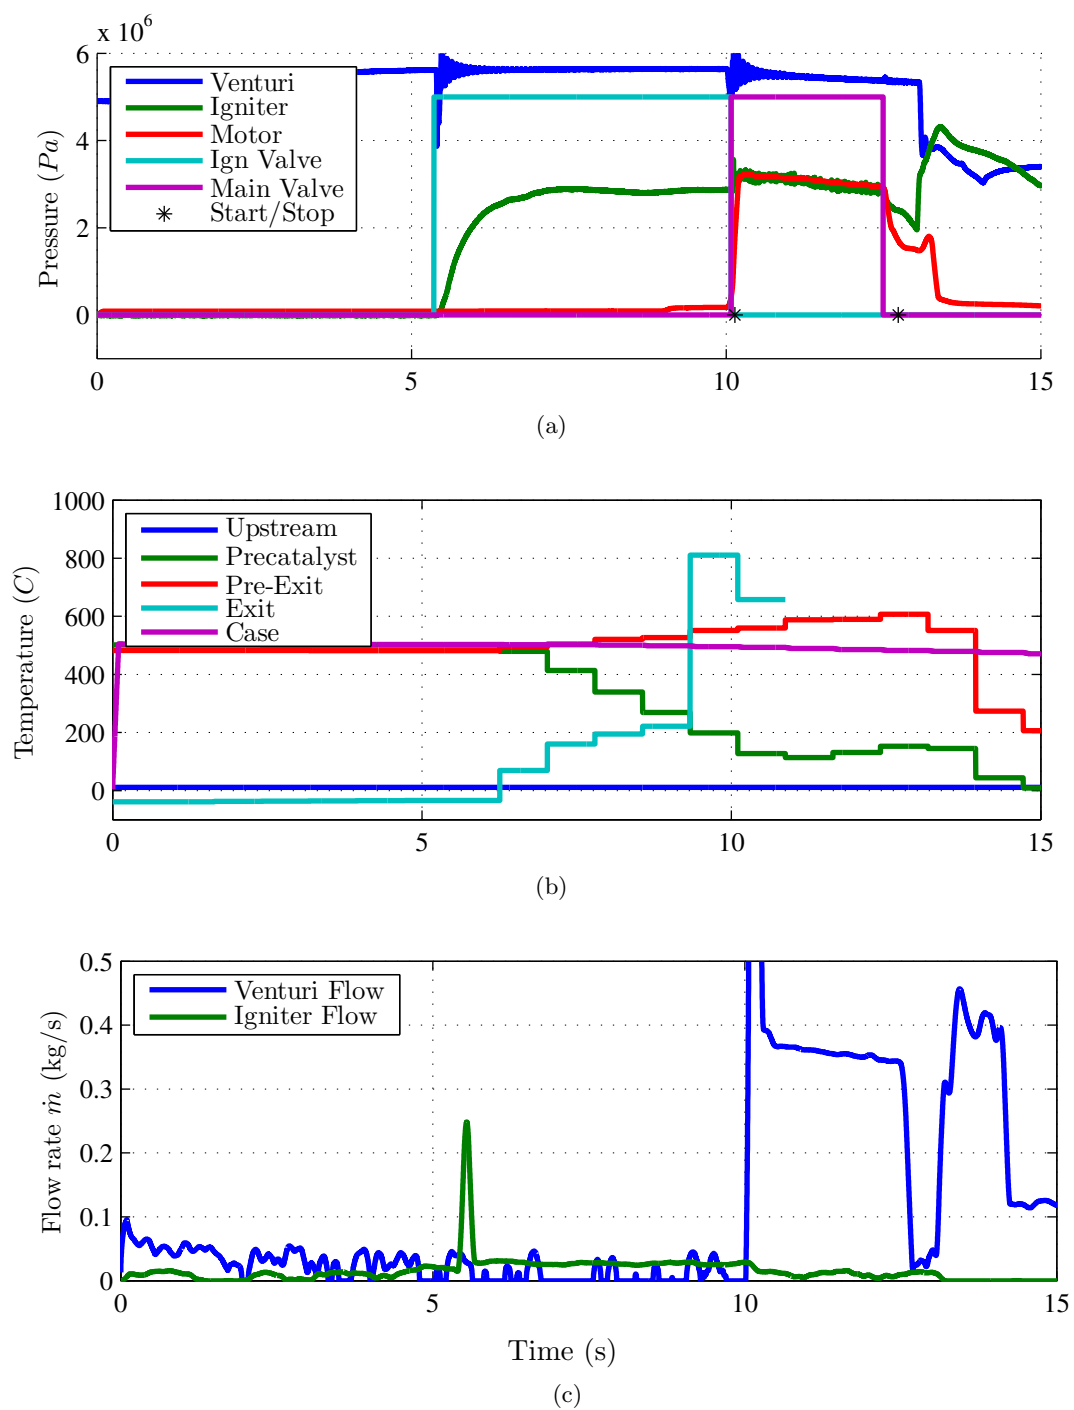 x 10^6
6
4
2
0
Pressure (Pa)
Venturi
Igniter
Motor
Ign Valve
Main Valve
Start/Stop
0 5 10 15
(a)
1000
800
600
400
200
0
Temperature (C)
Upstream
Precatalyst
Pre-Exit
Exit
Case
0 5 10 15
(b)
0.5
0.4
0.3
0.2
0.1
0
Flow rate ṁ (kg/s)
Venturi Flow
Igniter Flow
0 5 10 15
Time (s)
(c)